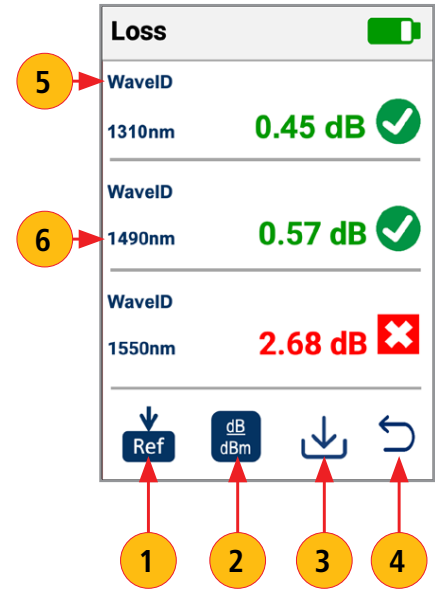 Loss
5
WaveID
1310nm
0.45 dB
WaveID
6
1490nm
0.57 dB
WaveID
1550nm
2.68 dB
Ref
dB
dBm
1
2
3
4